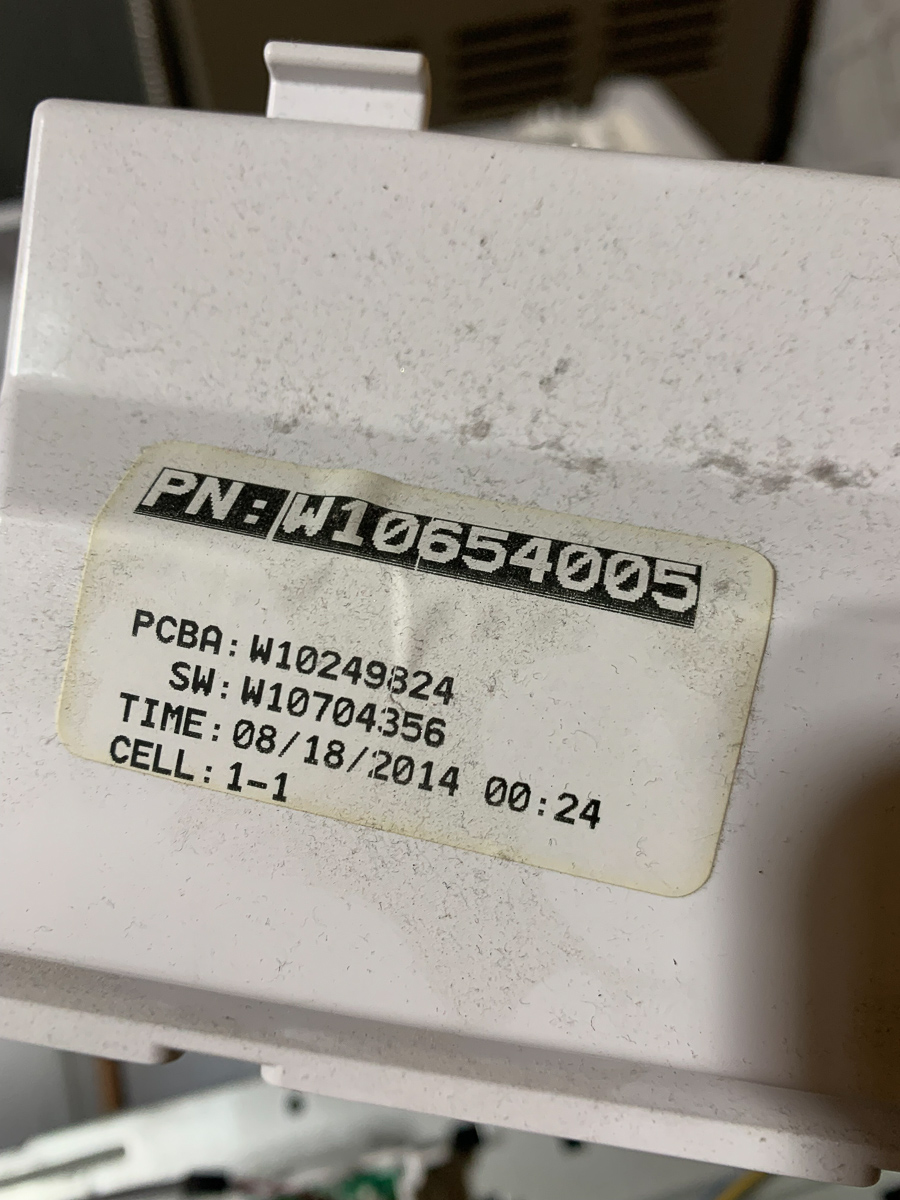 PN:W10654005
PCBA:W10249824
SW:W10704356
TIME:08/18/2014 00:24
CELL:1-1